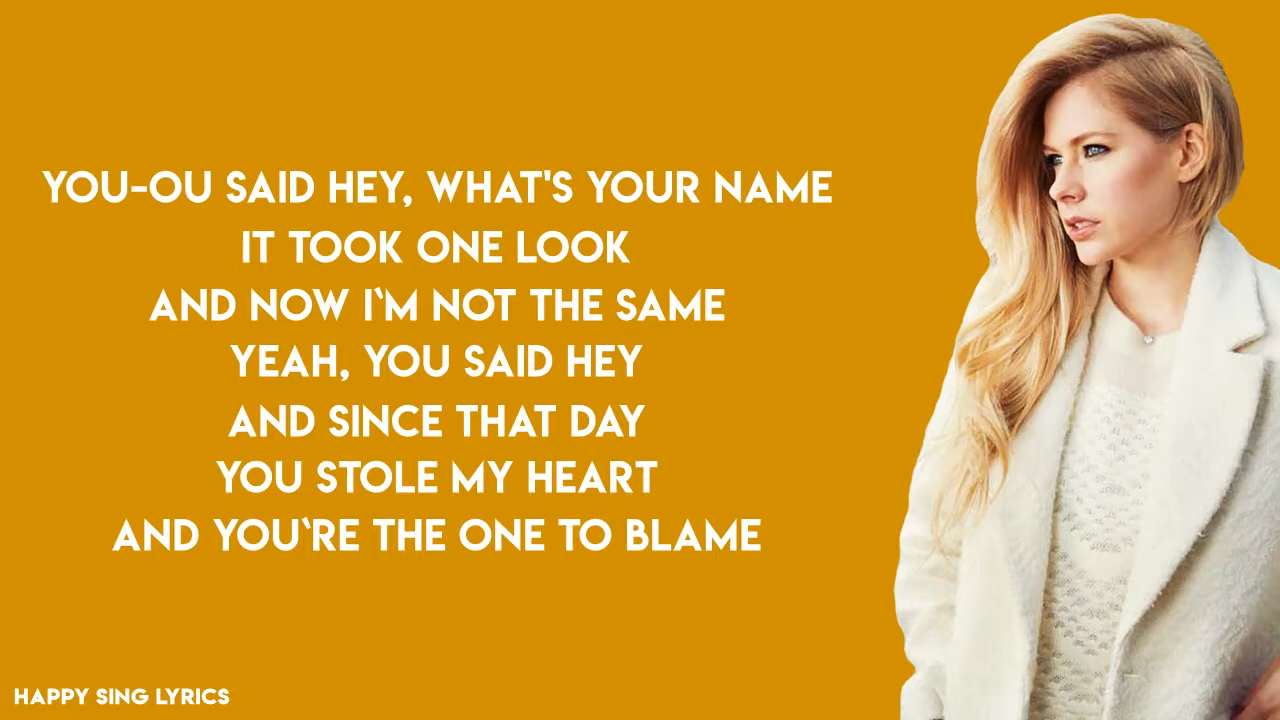 YOU-OU SAID HEY, WHAT'S YOUR NAME
IT TOOK ONE LOOK
AND NOW I`M NOT THE SAME
YEAH, YOU SAID HEY
AND SINCE THAT DAY
YOU STOLE MY HEART
AND YOU`RE THE ONE TO BLAME
HAPPY SING LYRICS